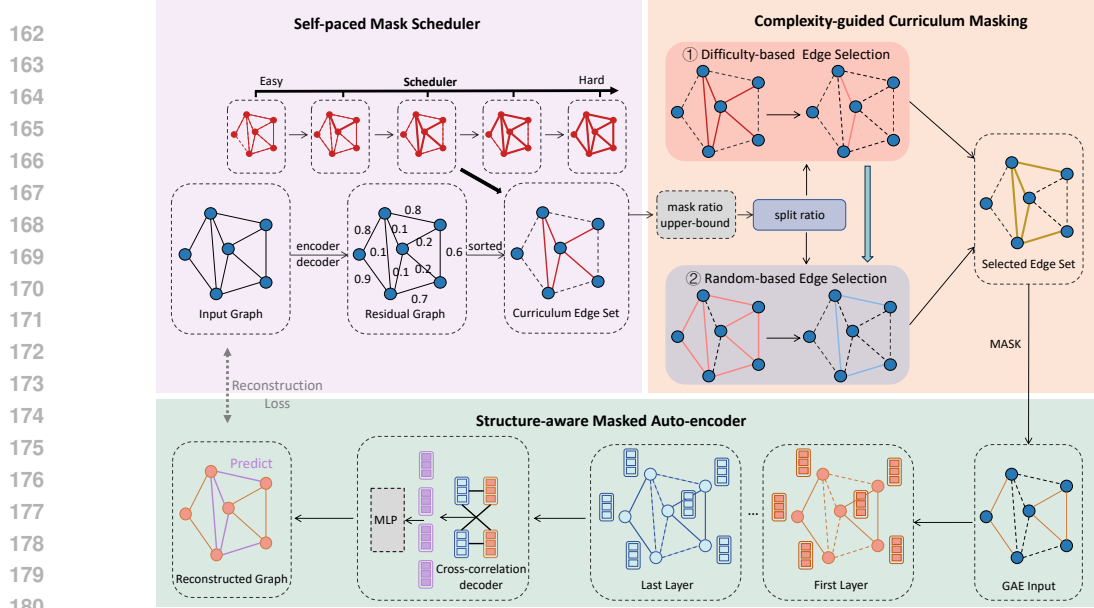 162
163
164
165
166
167
168
169
170
171
172
173
174
175
176
177
178
179
180
Self-paced Mask Scheduler
Easy
Scheduler
Hard
Input Graph
encoder
decoder
0.8
0.8
0.1
0.2
0.1
0.6
0.1
0.2
0.9
0.7
Residual Graph
sorted
Curriculum Edge Set
Complexity-guided Curriculum Masking
① Difficulty-based Edge Selection
mask ratio
upper-bound
split ratio
② Random-based Edge Selection
Selected Edge Set
MASK
Reconstruction
Loss
Structure-aware Masked Auto-encoder
Predict
Reconstructed Graph
MLP
Cross-correlation
decoder
Last Layer
...
First Layer
GAE Input